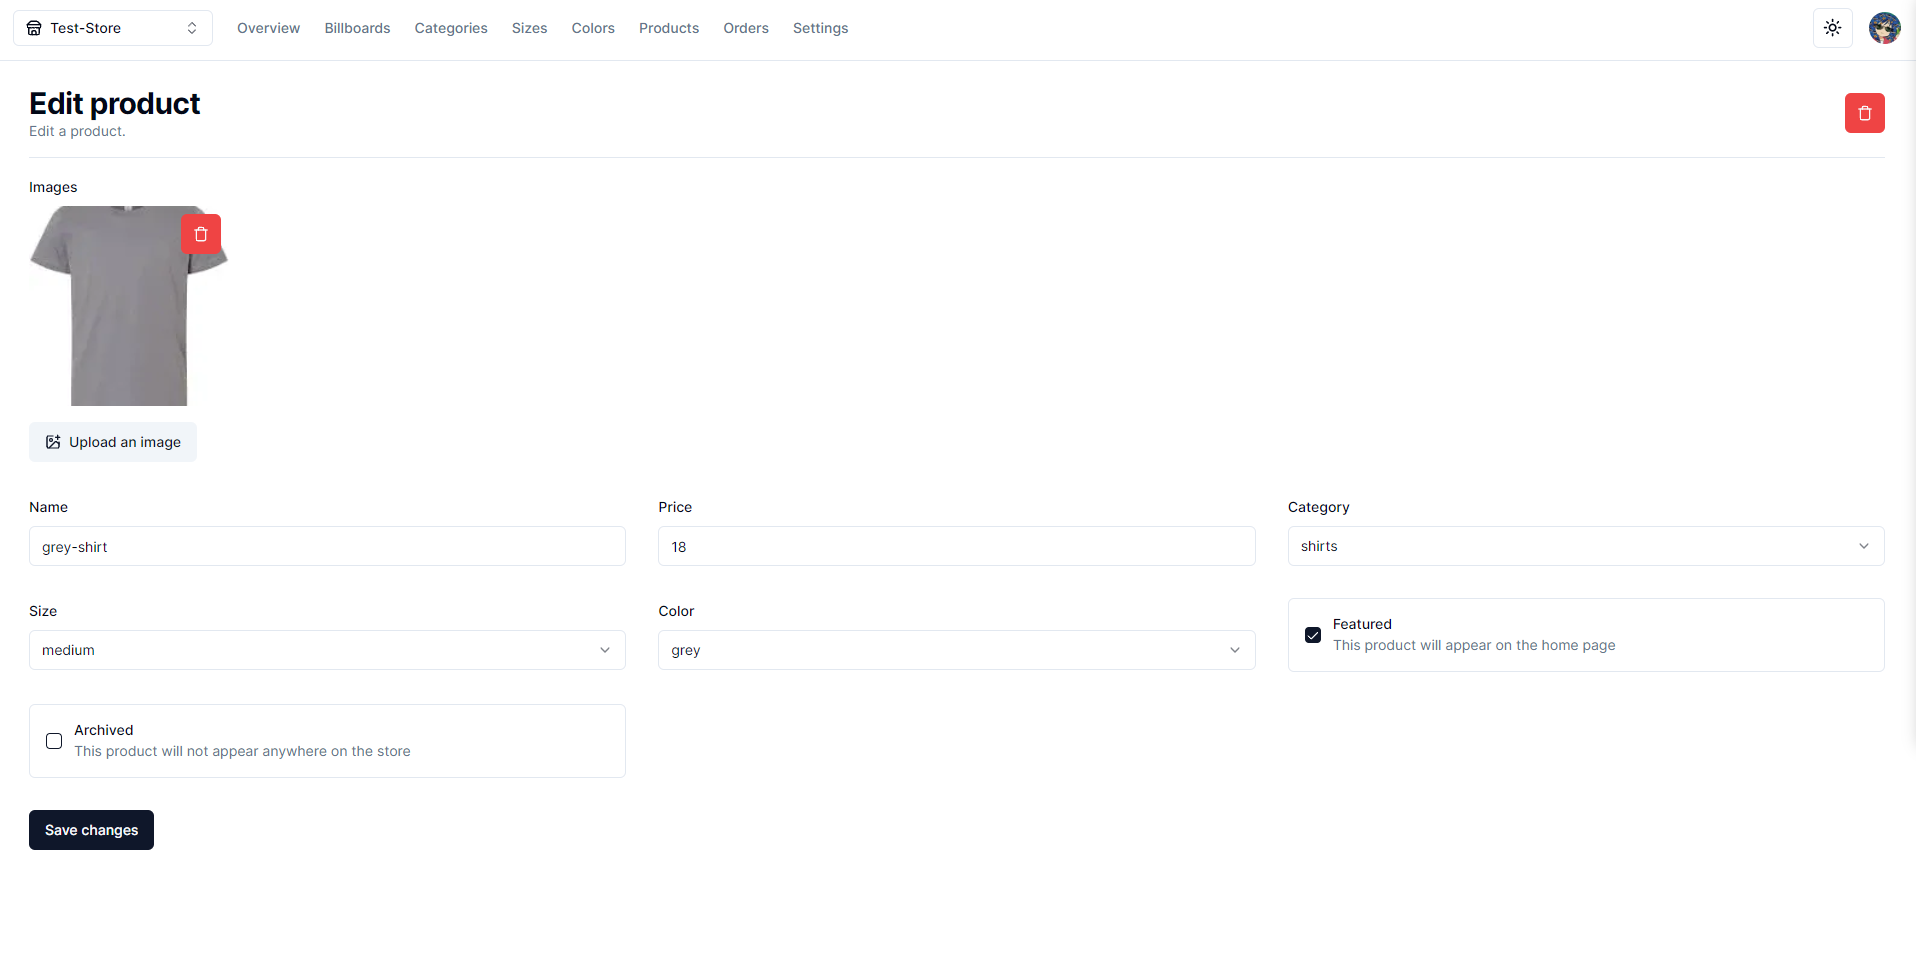 Test-Store
Overview
Billboards
Categories
Sizes
Colors
Products
Orders
Settings
Edit product
Edit a product.
Images
Upload an image
Name
Price
Category
grey-shirt
18
shirts
Size
Color
medium
grey
Featured
This product will appear on the home page
Archived
This product will not appear anywhere on the store
Save changes